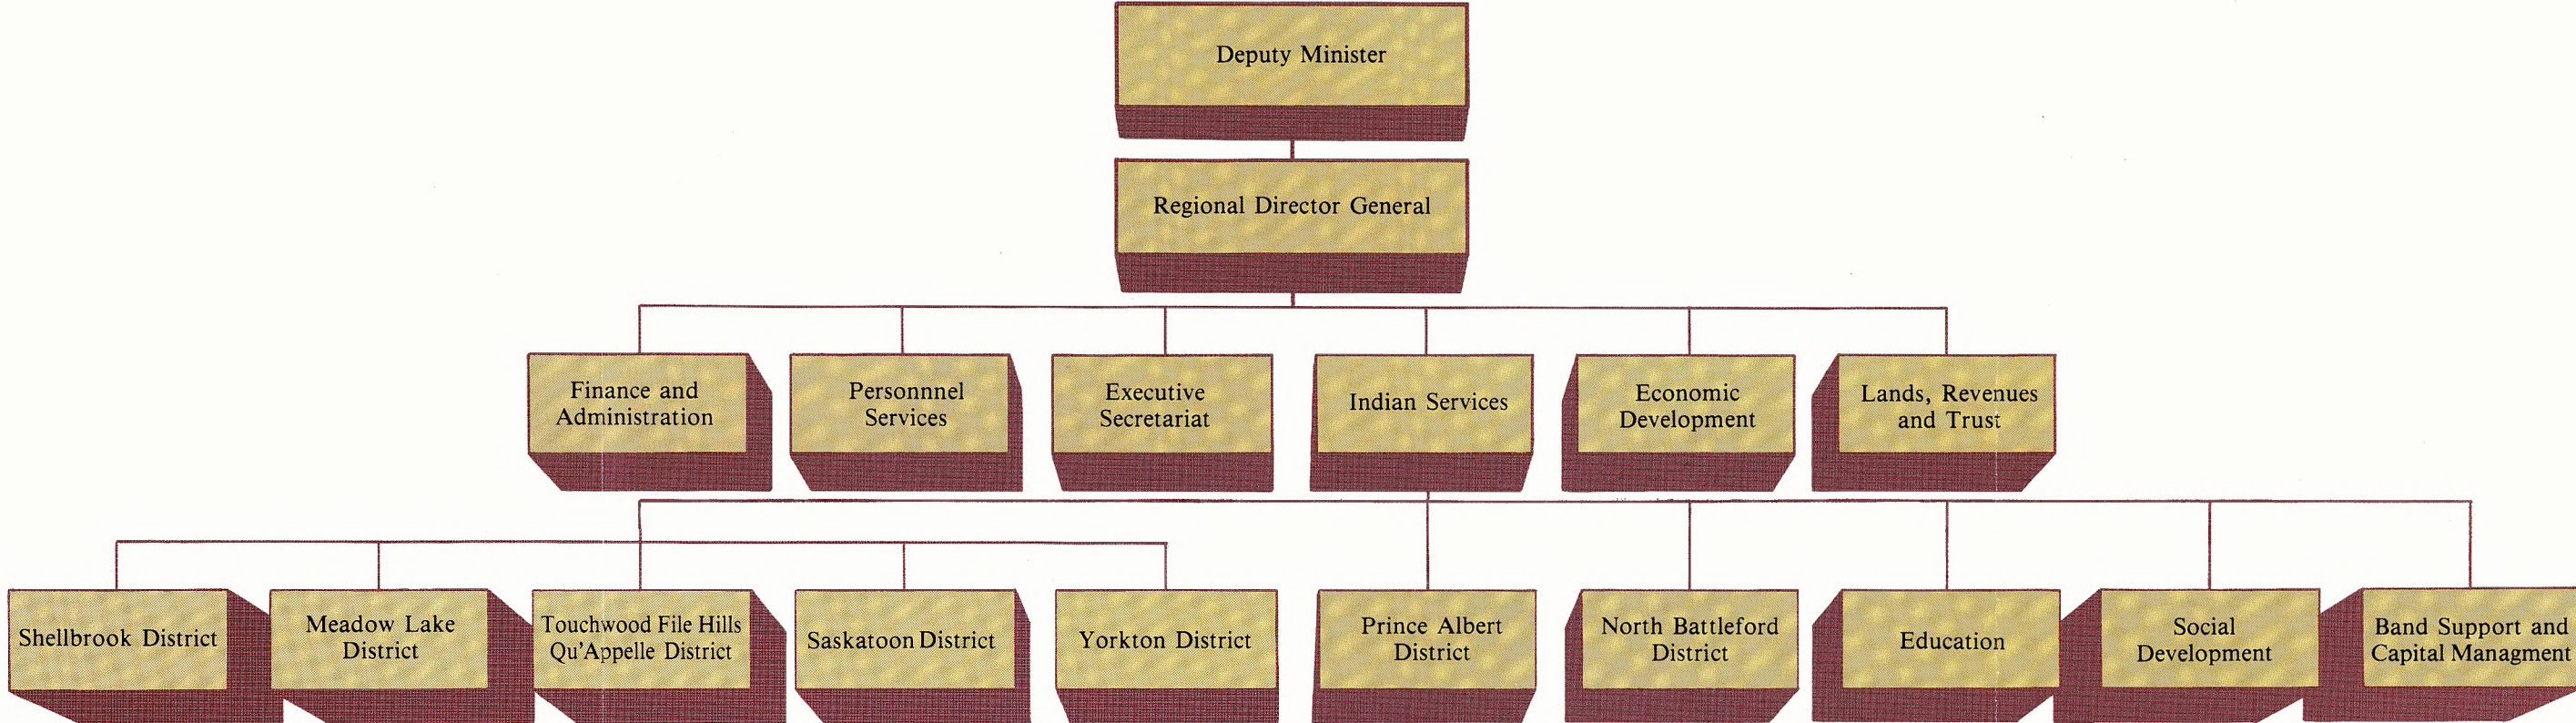 Deputy Minister
Regional Director General
Finance and
Administration
Personnnel
Services
Executive
Secretariat
Indian Services
Economic
Development
Lands, Revenues
and Trust
Shellbrook District
Meadow Lake
District
Touchwood File Hills
Qu'Appelle District
Saskatoon District
Yorkton District
Prince Albert
District
North Battleford
District
Education
Social
Development
Band Support and
Capital Managment